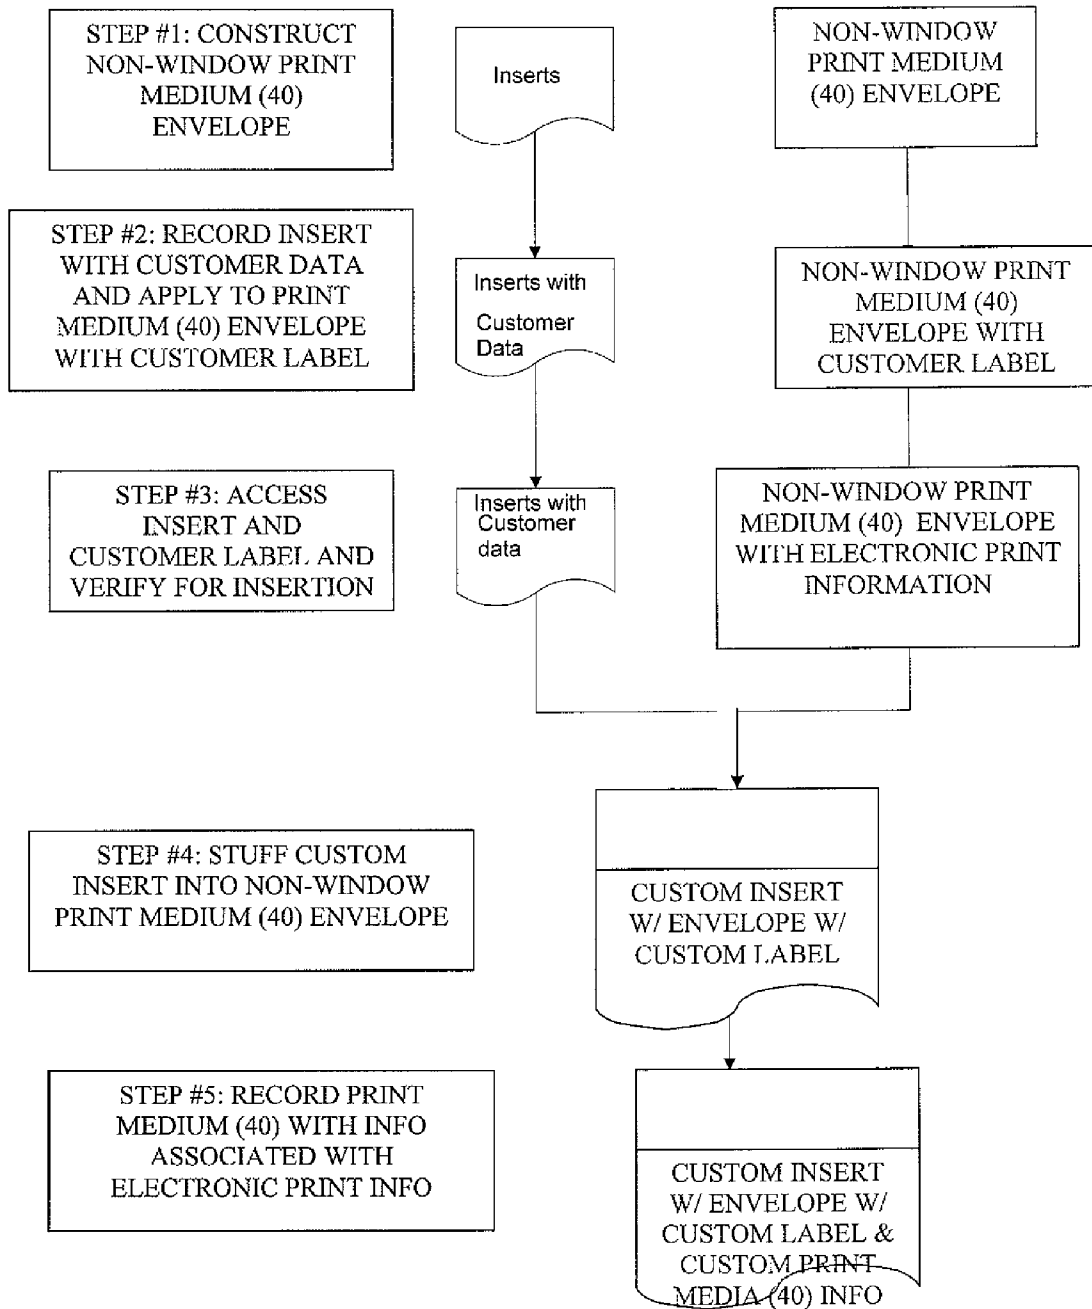 STEP #1: CONSTRUCT
NON-WINDOW PRINT
MEDIUM (40)
ENVELOPE
Inserts
NON-WINDOW
PRINT MEDIUM
(40) ENVELOPE
STEP #2: RECORD INSERT
WITH CUSTOMER DATA
AND APPLY TO PRINT
MEDIUM (40) ENVELOPE
WITH CUSTOMER LABEL
Inserts with
Customer
Data
NON-WINDOW PRINT
MEDIUM (40)
ENVELOPE WITH
CUSTOMER LABEL
STEP #3: ACCESS
INSERT AND
CUSTOMER LABEL AND
VERIFY FOR INSERTION
Inserts with
Customer
data
NON-WINDOW PRINT
MEDIUM (40) ENVELOPE
WITH ELECTRONIC PRINT
INFORMATION
STEP #4: STUFF CUSTOM
INSERT INTO NON-WINDOW
PRINT MEDIUM (40) ENVELOPE
CUSTOM INSERT
W/ ENVELOPE W/
CUSTOM LABEL
STEP #5: RECORD PRINT
MEDIUM (40) WITH INFO
ASSOCIATED WITH
ELECTRONIC PRINT INFO
CUSTOM INSERT
W/ ENVELOPE W/
CUSTOM LABEL &
CUSTOM PRINT
MEDIA (40) INFO